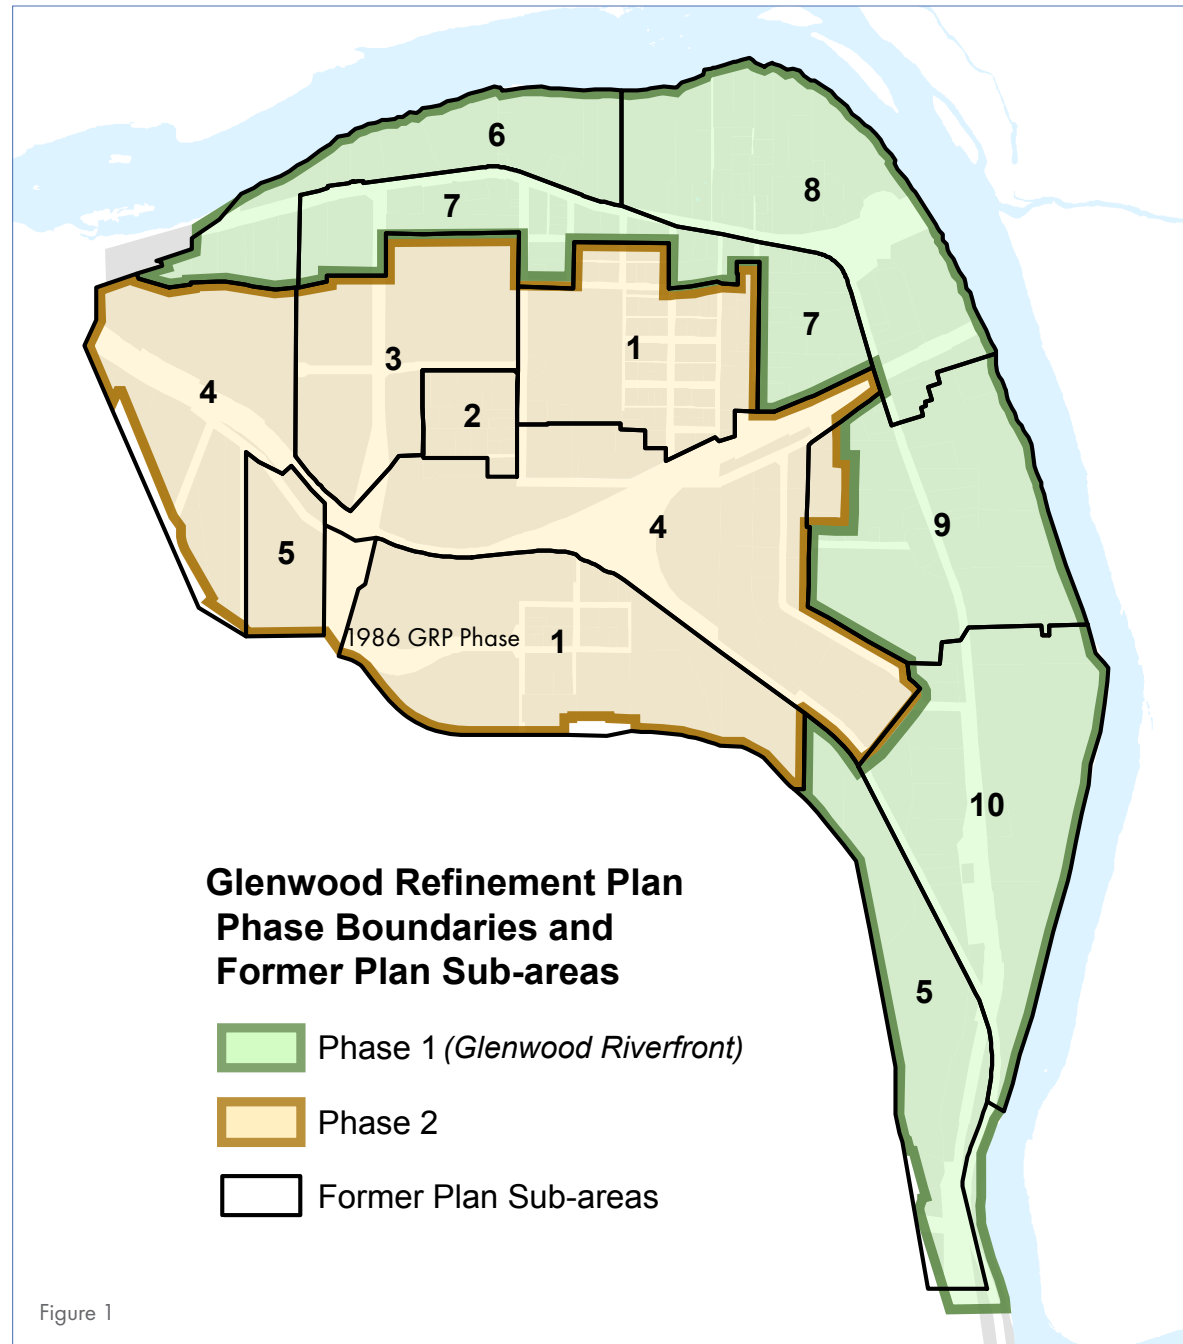 6
8
7
7
3
1
4
2
9
4
5
1986 GRP Phase
1
10
Glenwood Refinement Plan
Phase Boundaries and
Former Plan Sub-areas
5
Phase 1 (Glenwood Riverfront)
Phase 2
Former Plan Sub-areas
Figure 1